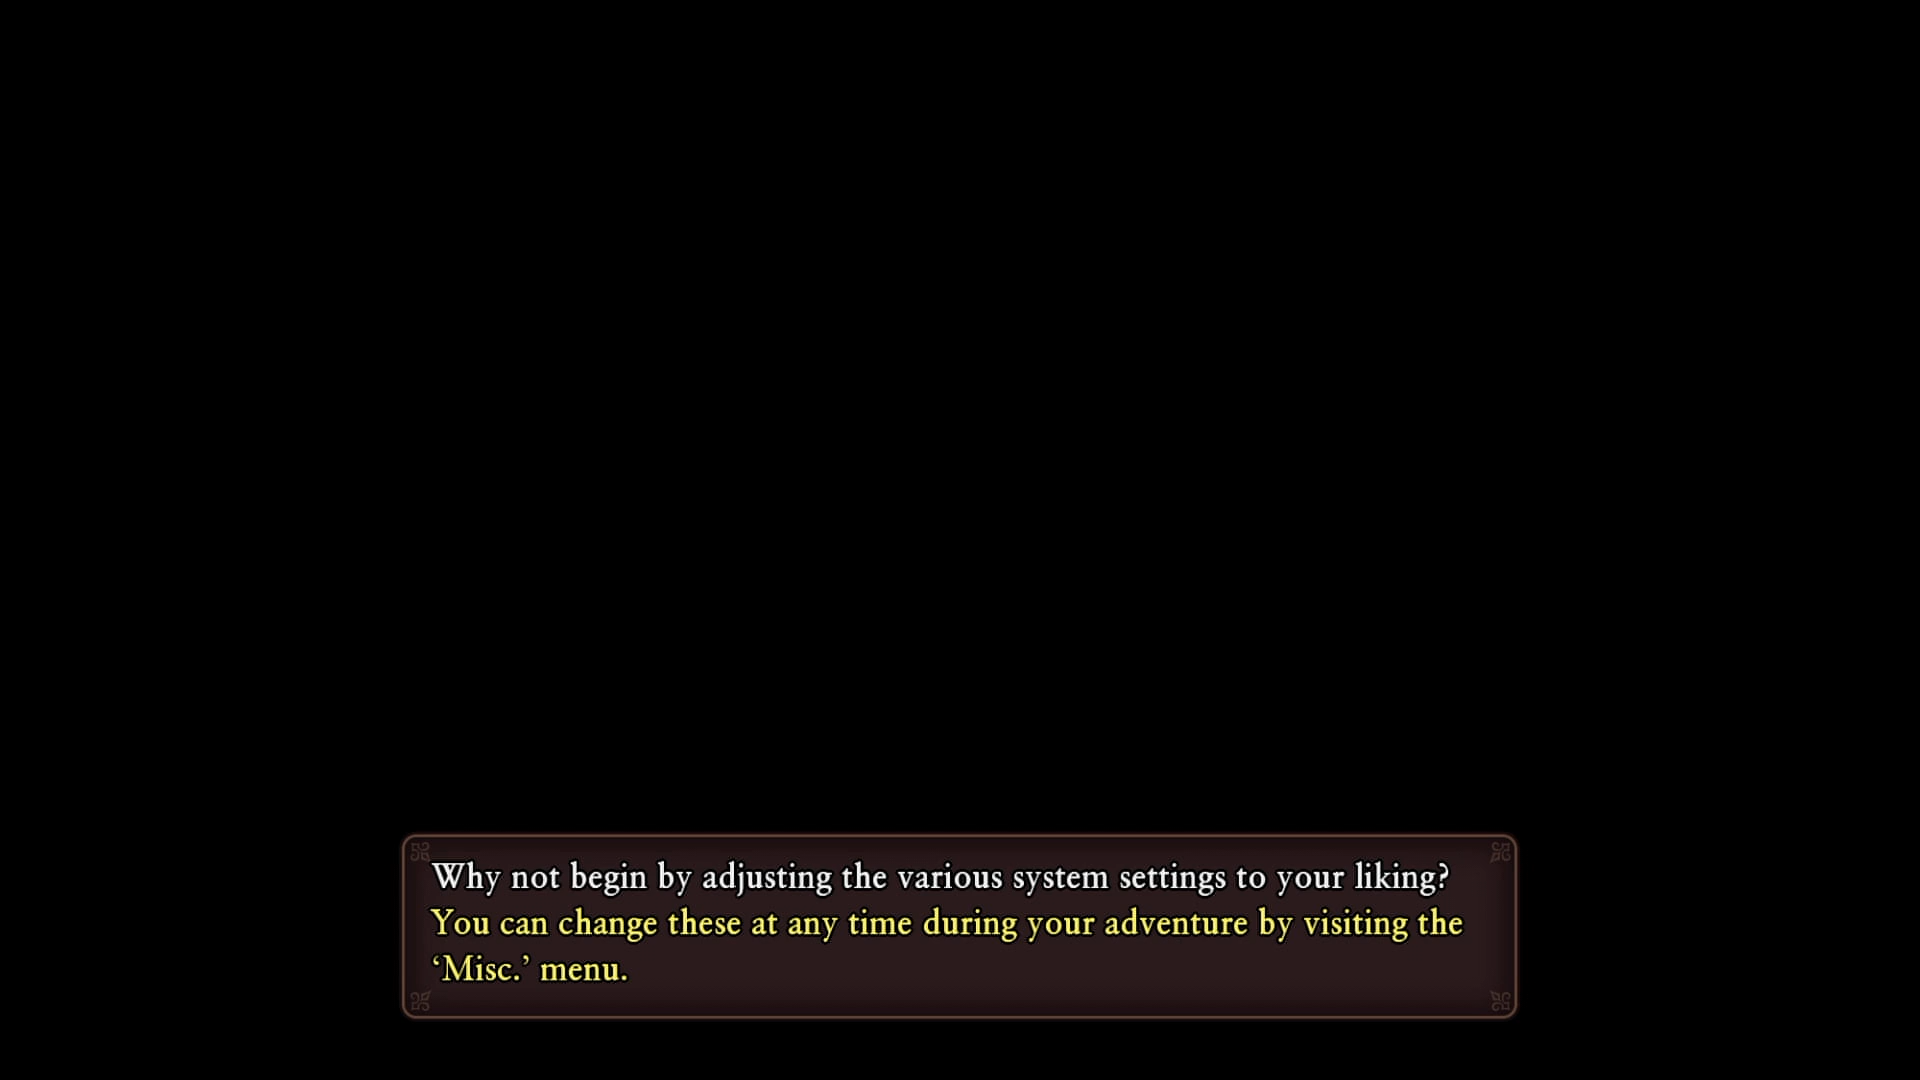 Why not begin by adjusting the various system settings to your liking?
You can change these at any time during your adventure by visiting the
‘Misc.’ menu.